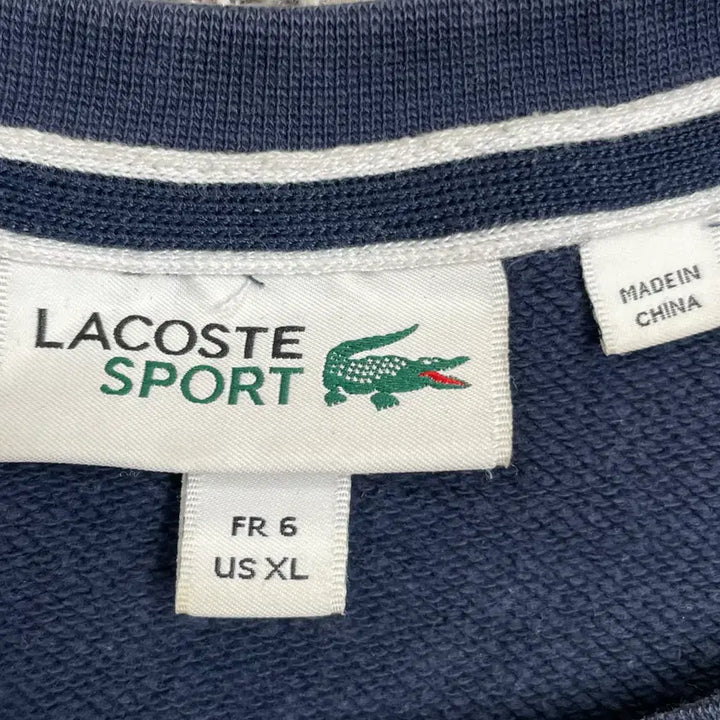 LACOSTE
SPORT
MADE IN
CHINA
FR 6
US XL